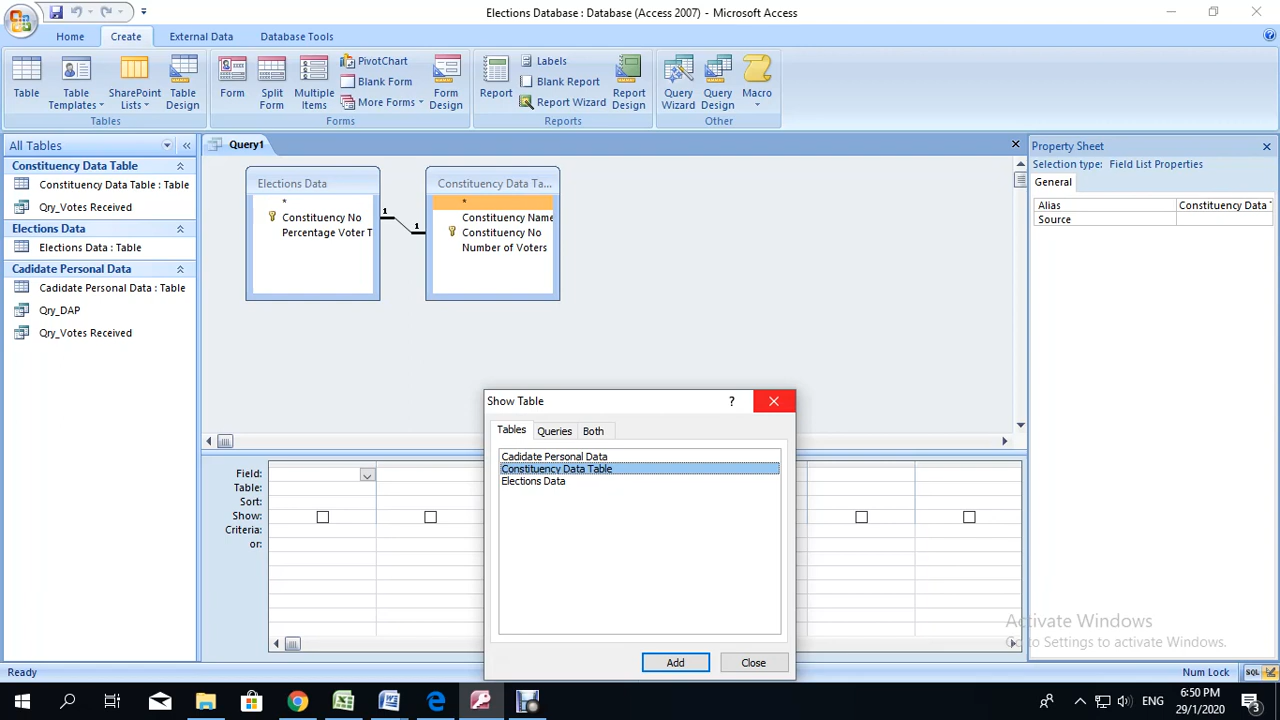 Elections Database : Database (Access 2007) - Microsoft Access
Home
Create
External Data
Database Tools
Table
Table Templates
SharePoint Lists
Table Design
Tables
Form
Split Form
Multiple Items
PivotChart
Blank Form
More Forms
Form Design
Forms
Report
Labels
Blank Report
Report Wizard
Report Design
Reports
Query Wizard
Query Design
Macro
Other
All Tables
Constituency Data Table
Constituency Data Table : Table
Qry_Votes Received
Elections Data
Elections Data : Table
Cadidate Personal Data
Cadidate Personal Data : Table
Qry_DAP
Qry_Votes Received
Query1
Elections Data
*
Constituency No
Percentage Voter T
1
1
Constituency Data Ta...
*
Constituency Name
Constituency No
Number of Voters
Property Sheet
Selection type: Field List Properties
General
Alias Constituency Data
Source
Show Table
?
Tables
Queries
Both
Cadidate Personal Data
Constituency Data Table
Elections Data
Add
Close
Field:
Table:
Sort:
Show:
Criteria:
or:
Activate Windows
Go to Settings to activate Windows.
Ready
Num Lock
SQL
ENG
6:50 PM
29/1/2020
3